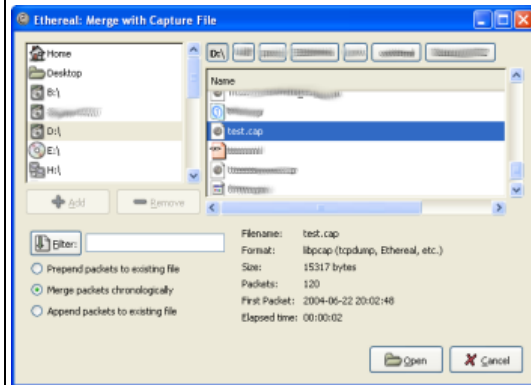 Ethereal: Merge with Capture File
Home
Desktop
B:\
D:\
E:\
H:\
Add
Remove
D:\
Name
test.cap
Filter:
Prepend packets to existing file
Merge packets chronologically
Append packets to existing file
Filename: test.cap
Format: libpcap (tcpdump, Ethereal, etc.)
Size: 15317 bytes
Packets: 120
First Packet: 2004-06-22 20:02:48
Elapsed time: 00:00:02
Open
Cancel